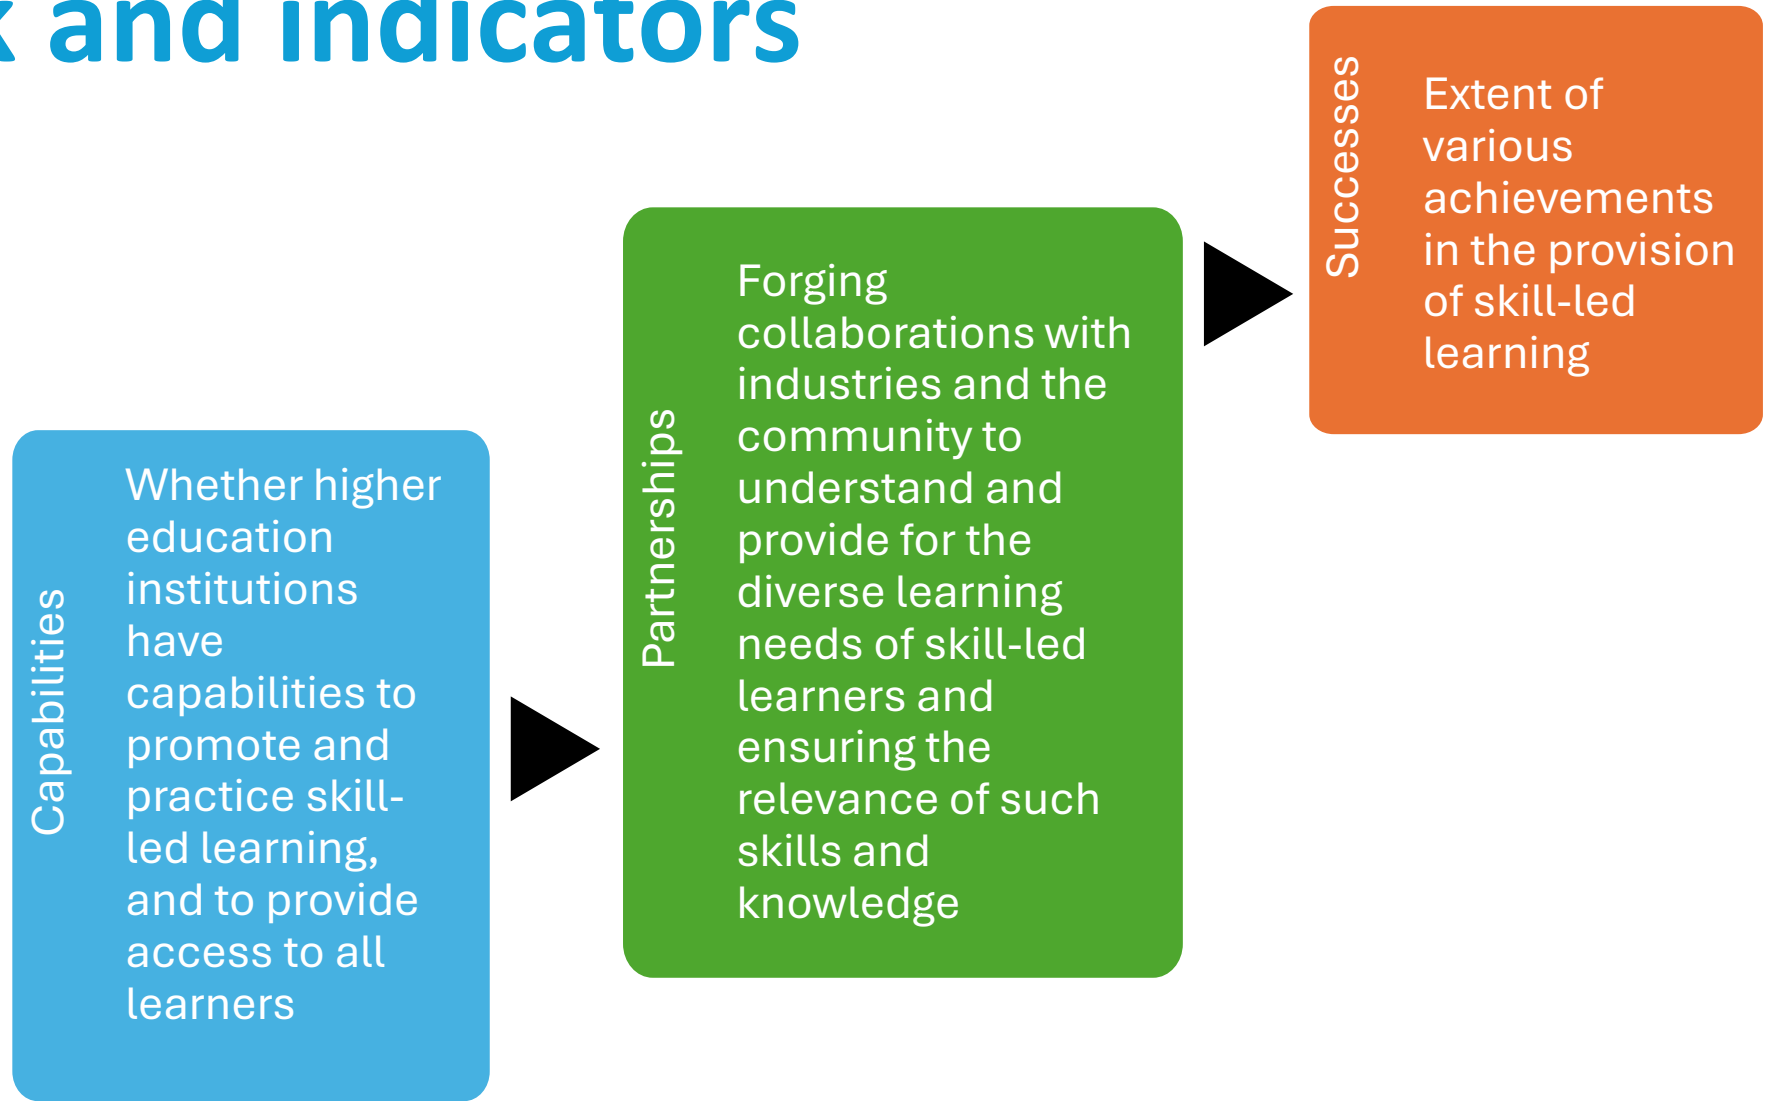 and indicators
Capabilities
Whether higher
education
institutions
have
capabilities to
promote and
practice skill-
led learning,
and to provide
access to all
learners
Partnerships
Forging
collaborations with
industries and the
community to
understand and
provide for the
diverse learning
needs of skill-led
learners and
ensuring the
relevance of such
skills and
knowledge
Successes
Extent of
various
achievements
in the provision
of skill-led
learning